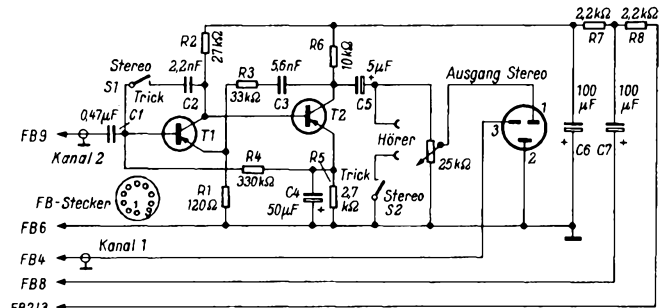 2,2kΩ 2,2kΩ
R7 R8
R2
27kΩ
R6
10kΩ
Stereo
S1
Trick
2,2nF
C2
R3
33kΩ
5,6nF
C3
5µF
+
C5
Ausgang Stereo
0,47µF
C1
T1
T2
Hörer
1
3
2
100
µF
C6
+
100
µF
C7
+
FB9
Kanal 2
R4
330kΩ
R5
2,7
kΩ
Trick
25kΩ
FB-Stecker
1
R1
120Ω
C4
50µF
+
Stereo
S2
FB6
Kanal 1
FB4
FB8
FB2/3